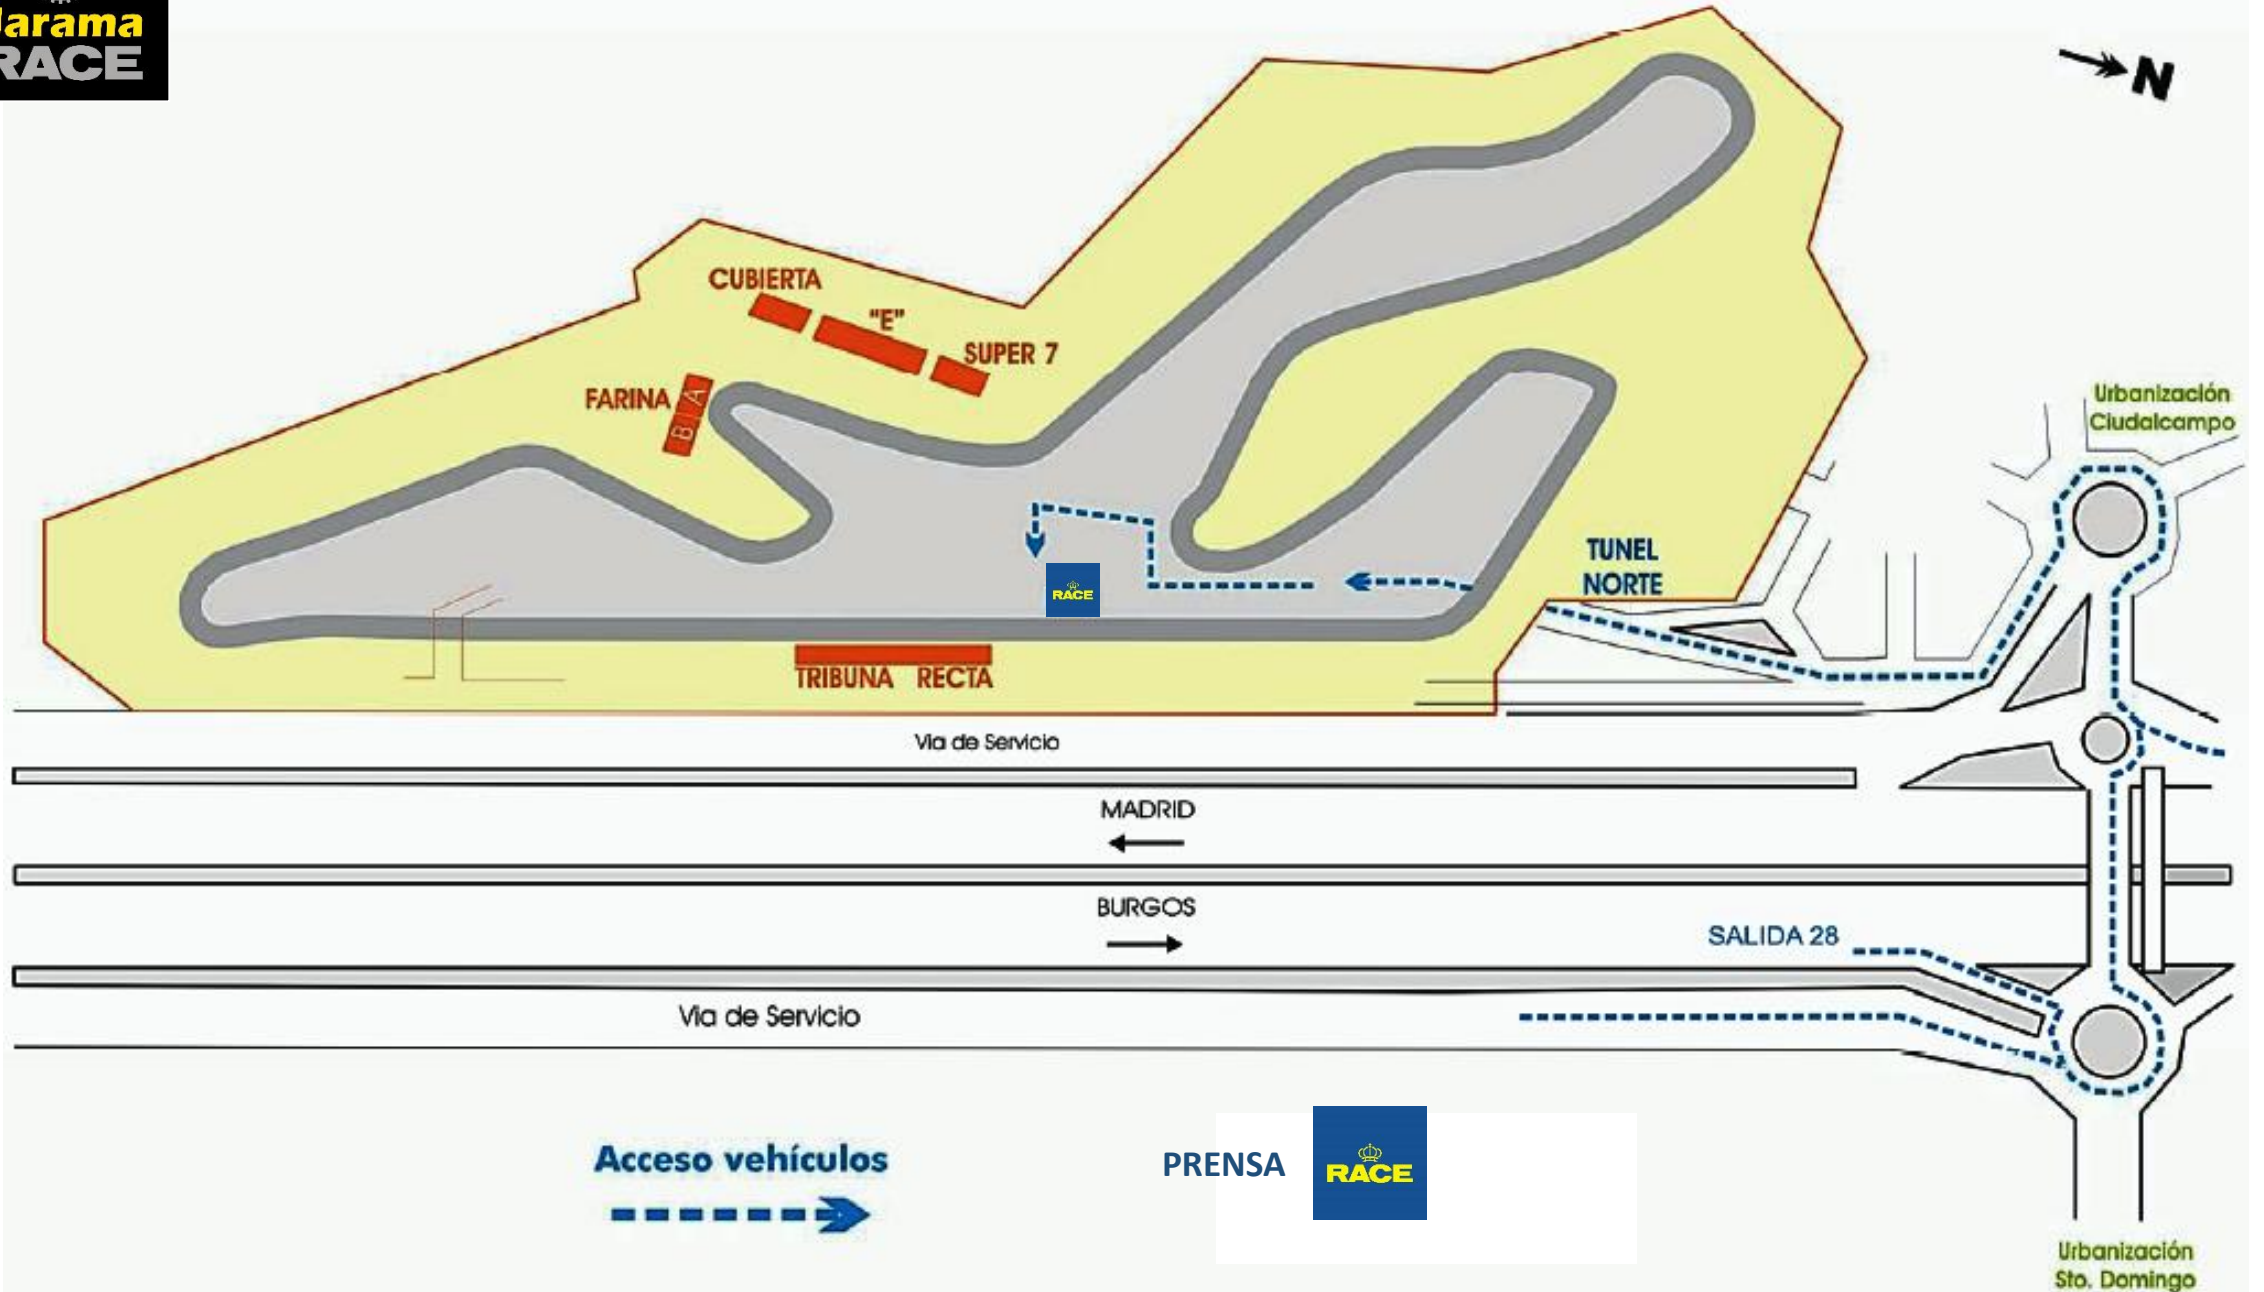 Jarama
RACE
N
CUBIERTA
"E"
SUPER 7
FARINA
A
B
Urbanización
Ciudalcampo
TUNEL
NORTE
RACE
TRIBUNA RECTA
Via de Servicio
MADRID
BURGOS
SALIDA 28
Via de Servicio
Acceso vehículos
PRENSA
RACE
Urbanización
Sto. Domingo